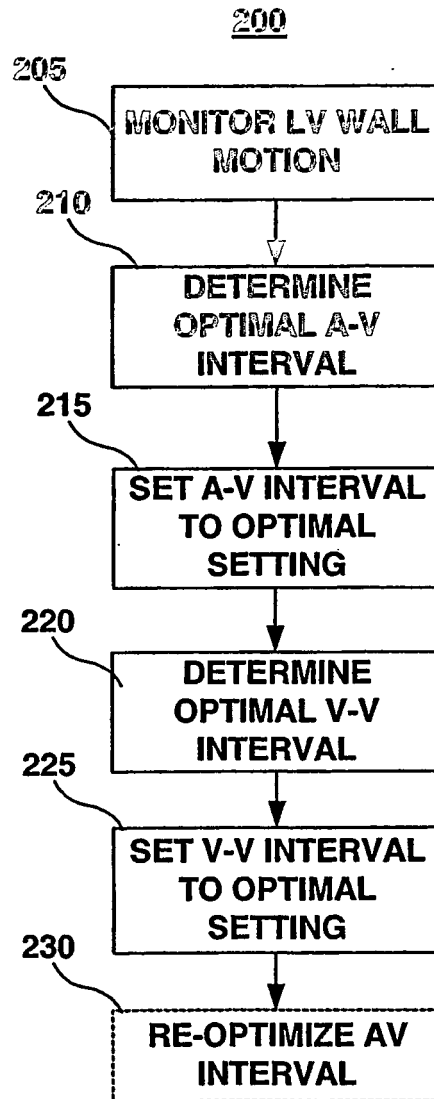 200
205
MONITOR LV WALL
MOTION
210
DETERMINE
OPTIMAL A-V
INTERVAL
215
SET A-V INTERVAL
TO OPTIMAL
SETTING
220
DETERMINE
OPTIMAL V-V
INTERVAL
225
SET V-V INTERVAL
TO OPTIMAL
SETTING
230
RE-OPTIMIZE AV
INTERVAL